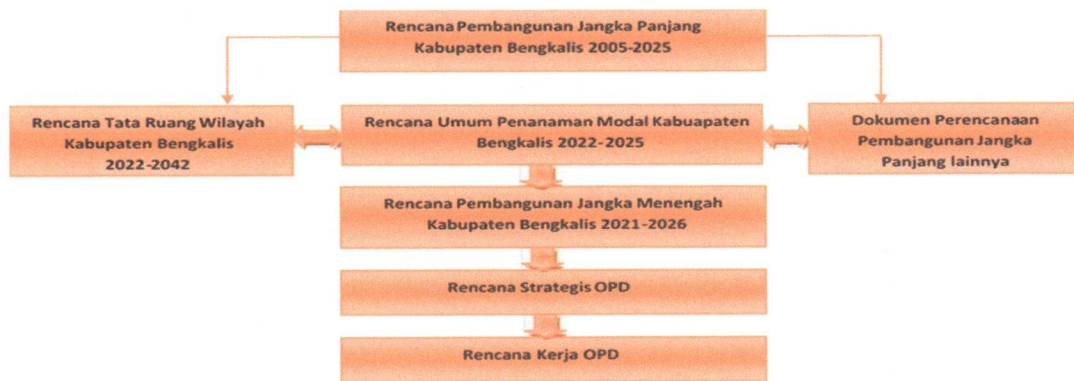 Rencana Pembangunan Jangka Panjang
Kabupaten Bengkalis 2005-2025
Rencana Tata Ruang Wilayah
Kabupaten Bengkalis
2022-2042
Rencana Umum Penanaman Modal Kabuapaten
Bengkalis 2022-2025
Dokumen Perencanaan
Pembangunan Jangka
Panjang lainnya
Rencana Pembangunan Jangka Menengah
Kabupaten Bengkalis 2021-2026
Rencana Strategis OPD
Rencana Kerja OPD